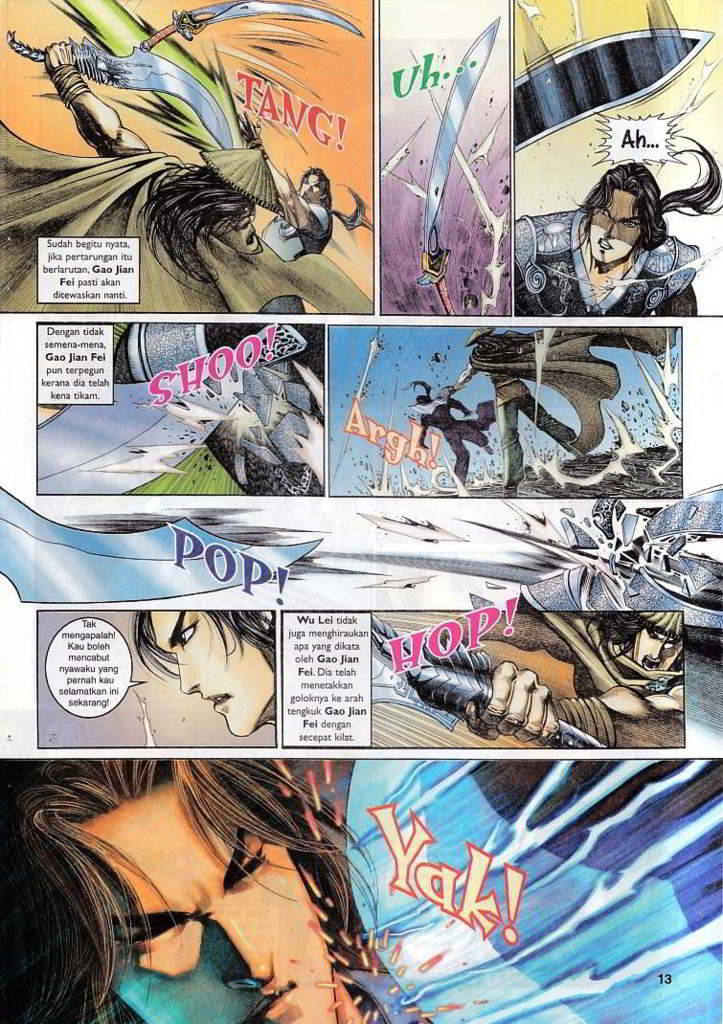 TANG!
Sudah begitu nyata,
jika pertarungan itu
berlarutan, Gao Jian
Fei pasti akan
ditewaskan nanti.
Uh...
Ah...
Dengan tidak
semena-mena,
Gao Jian Fei
pun terpegun
kerana dia telah
kena tikam.
SHOO!
Argh!
POP!
Tak
mengapalah!
Kau boleh
mencabut
nyawaku yang
pernah kau
selamatkan ini
sekarang!
Wu Lei tidak
juga menghiraukan
apa yang dikata
oleh Gao Jian
Fei. Dia telah
menetakkan
goloknya ke arah
tengkuk Gao Jian
Fei dengan
secepat kilat.
HOP!
Yak!
13